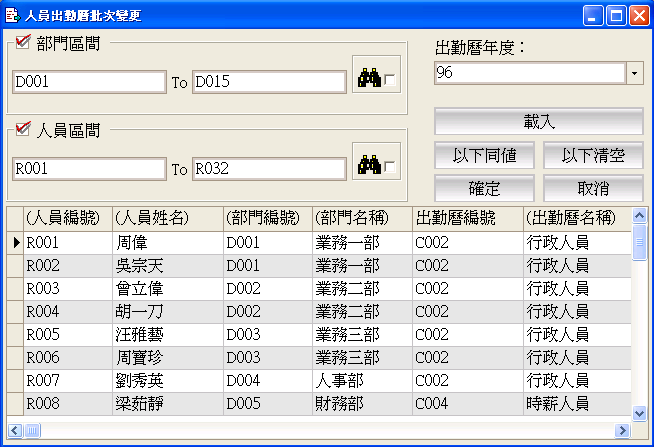 人員出勤曆批次變更
部門區間
D001 To D015
人員區間
R001 To R032
出勤曆年度：
96
載入
以下同値 以下清空
確定 取消
(人員編號) (人員姓名) (部門編號) (部門名稱) 出勤曆編號 (出勤曆名稱)
R001 周偉 D001 業務一部 C002 行政人員
R002 吳宗天 D001 業務一部 C002 行政人員
R003 曾立偉 D002 業務二部 C002 行政人員
R004 胡一刀 D002 業務二部 C002 行政人員
R005 汪雅藝 D003 業務三部 C002 行政人員
R006 周寶珍 D003 業務三部 C002 行政人員
R007 劉秀英 D004 人事部 C002 行政人員
R008 梁茹靜 D005 財務部 C004 時薪人員